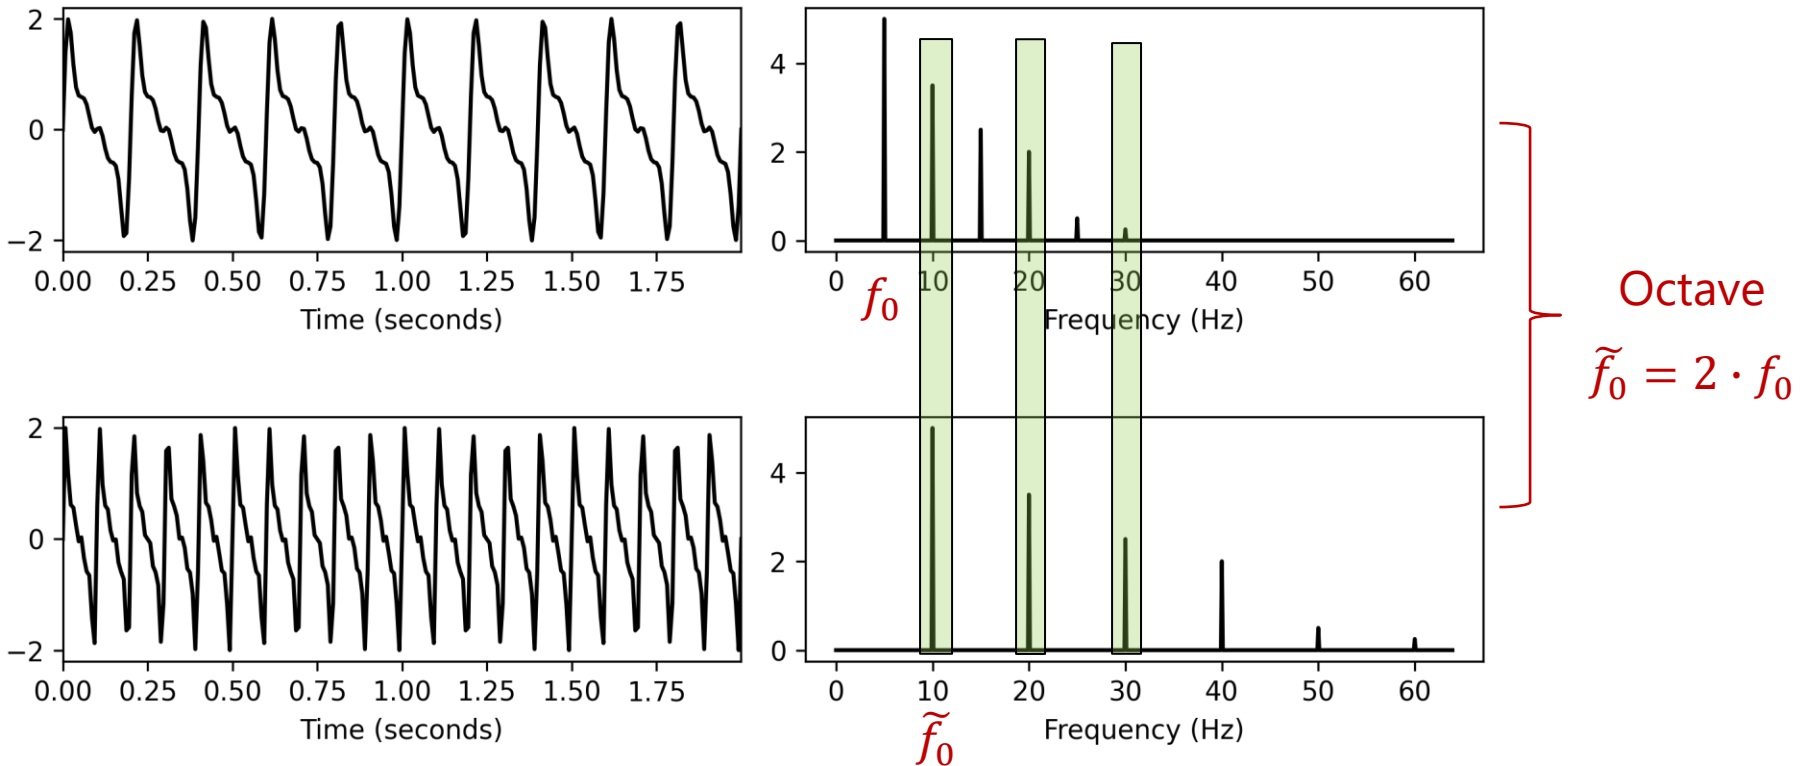 2
0
−2
0.00 0.25 0.50 0.75 1.00 1.25 1.50 1.75
Time (seconds)
4
2
0
0 10 20 30 40 50 60
f₀
Frequency (Hz)
Octave
f̃₀ = 2 · f₀
2
0
−2
0.00 0.25 0.50 0.75 1.00 1.25 1.50 1.75
Time (seconds)
4
2
0
0 10 20 30 40 50 60
f̃₀
Frequency (Hz)